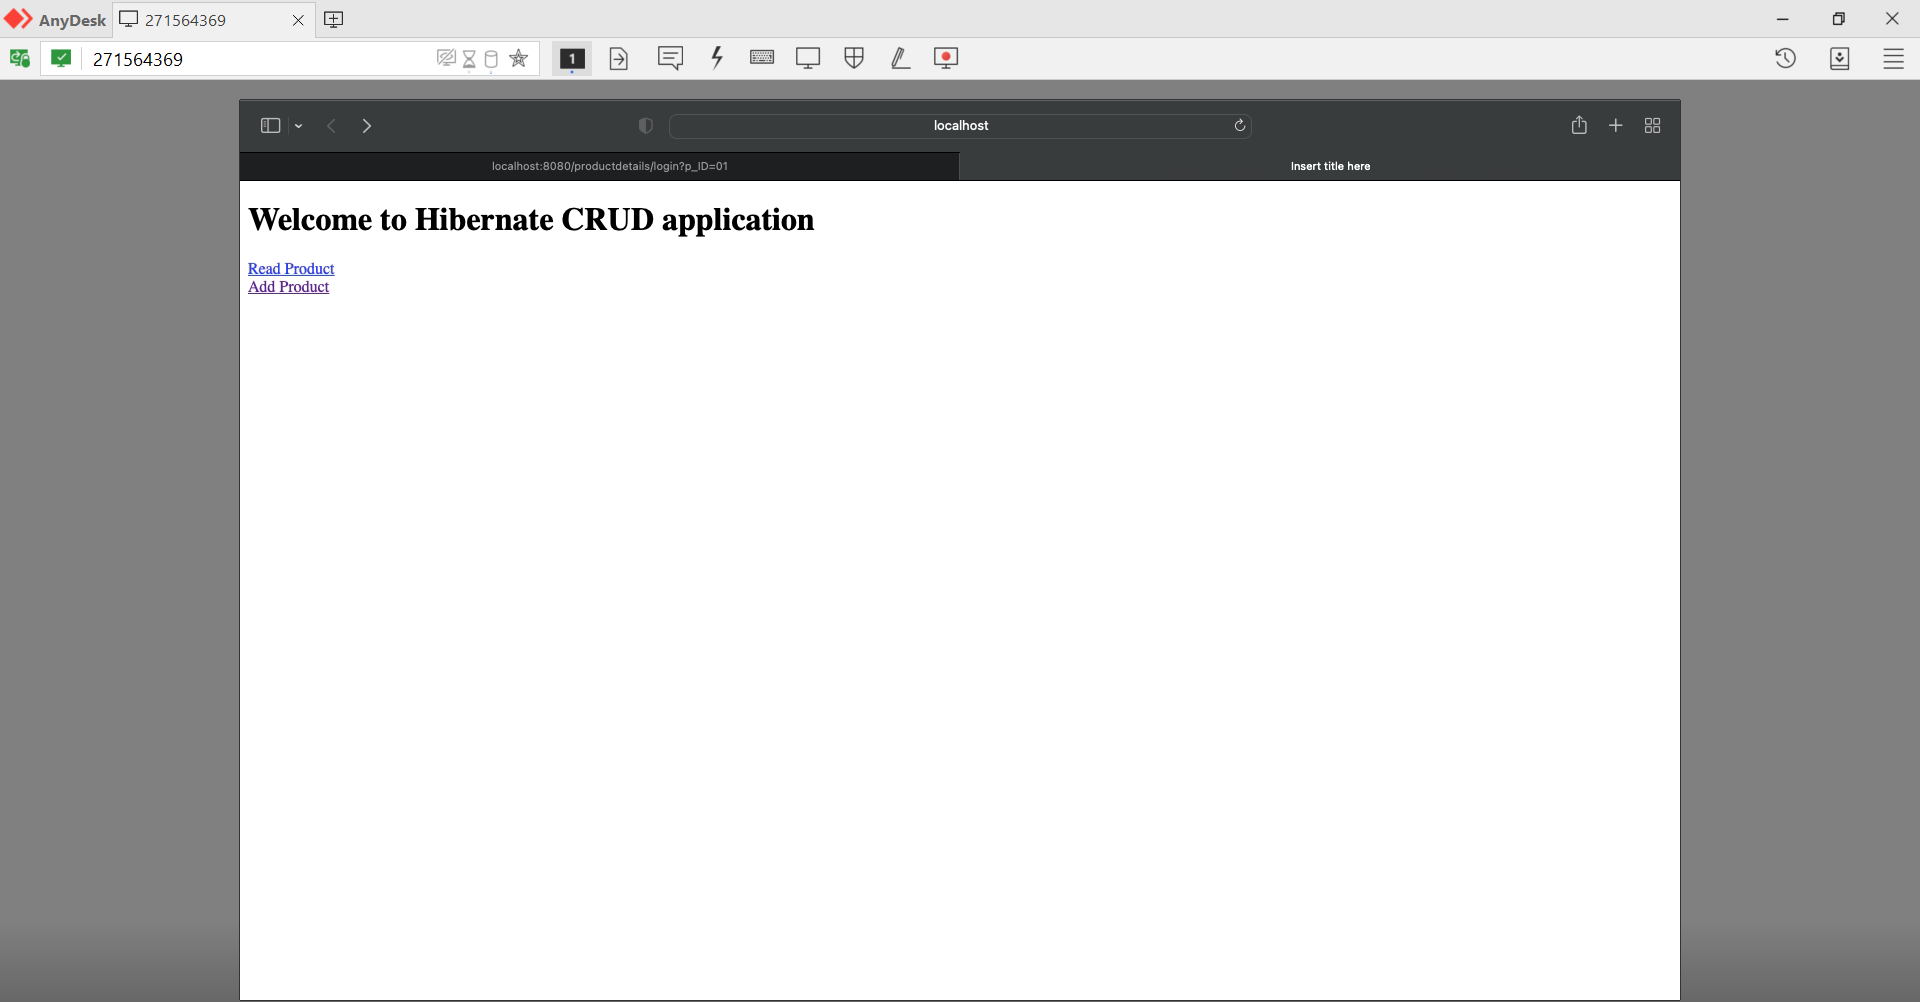 AnyDesk
271564369
271564369
1
localhost
localhost:8080/productdetails/login?p_ID=01
Insert title here
Welcome to Hibernate CRUD application
Read Product
Add Product